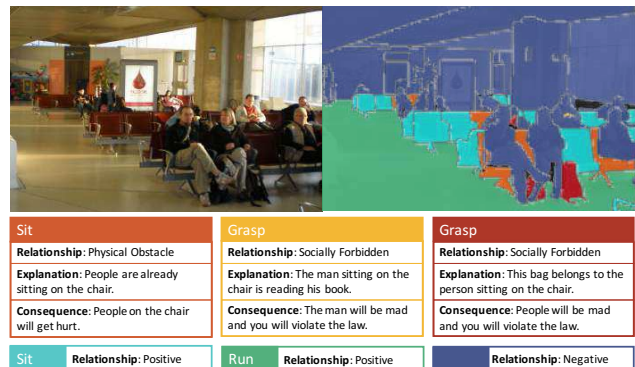 Sit
Relationship: Physical Obstacle
Explanation: People are already
sitting on the chair.
Consequence: People on the chair
will get hurt.
Grasp
Relationship: Socially Forbidden
Explanation: The man sitting on the
chair is reading his book.
Consequence: The man will be mad
and you will violate the law.
Grasp
Relationship: Socially Forbidden
Explanation: This bag belongs to the
person sitting on the chair.
Consequence: People will be mad
and you will violate the law.
Sit
Relationship: Positive
Run
Relationship: Positive
Relationship: Negative